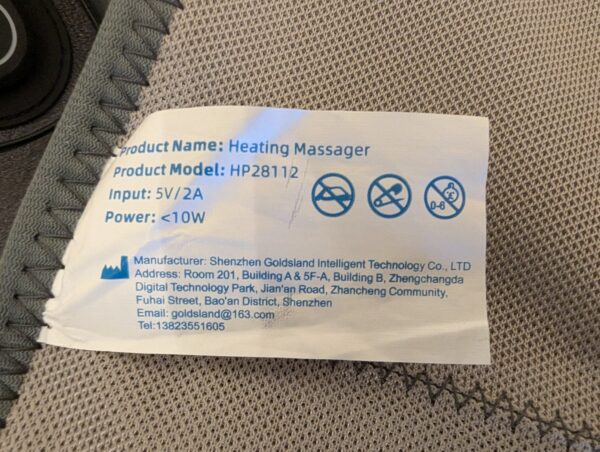 Product Name: Heating Massager
Product Model: HP28112
Input: 5V/2A
Power: <10W
0-6
Manufacturer: Shenzhen Goldsland Intelligent Technology Co., LTD
Address: Room 201, Building A & 5F-A, Building B, Zhengchangda
Digital Technology Park, Jian'an Road, Zhancheng Community,
Fuhai Street, Bao'an District, Shenzhen
Email: goldsland@163.com
Tel:13823551605